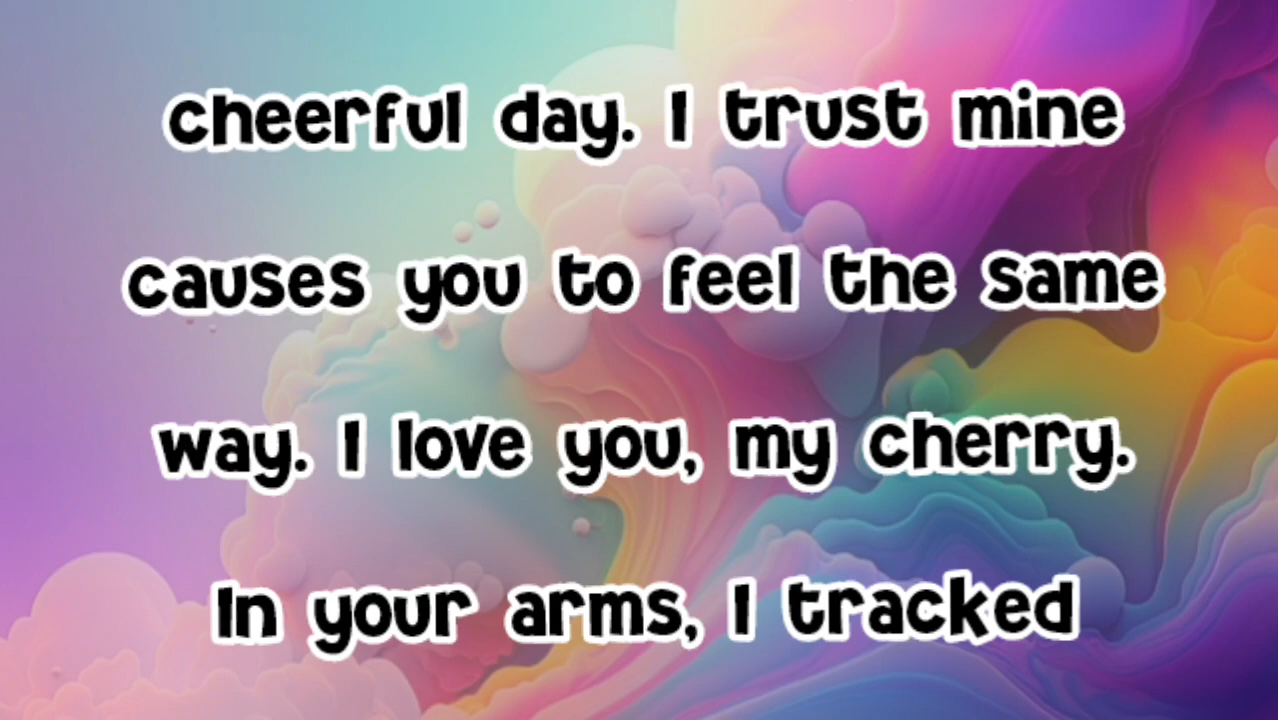 cheerful day. I trust mine
causes you to feel the same
way. I love you, my cherry.
In your arms, I tracked